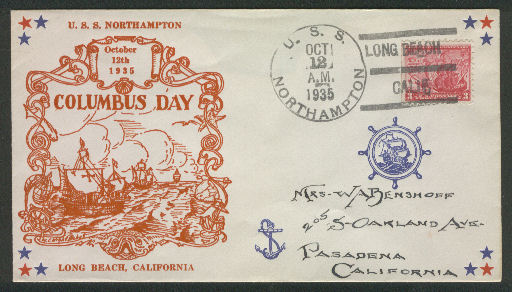 U. S. S. NORTHAMPTON
October
12th
1935
COLUMBUS DAY
LONG BEACH, CALIFORNIA
U. S. S.
OCT
12
A.M.
1935
NORTHAMPTON
LONG BEACH
CALIF
Mrs. W.A. Benshoff
205 S. Oakland Ave.
Pasadena
California